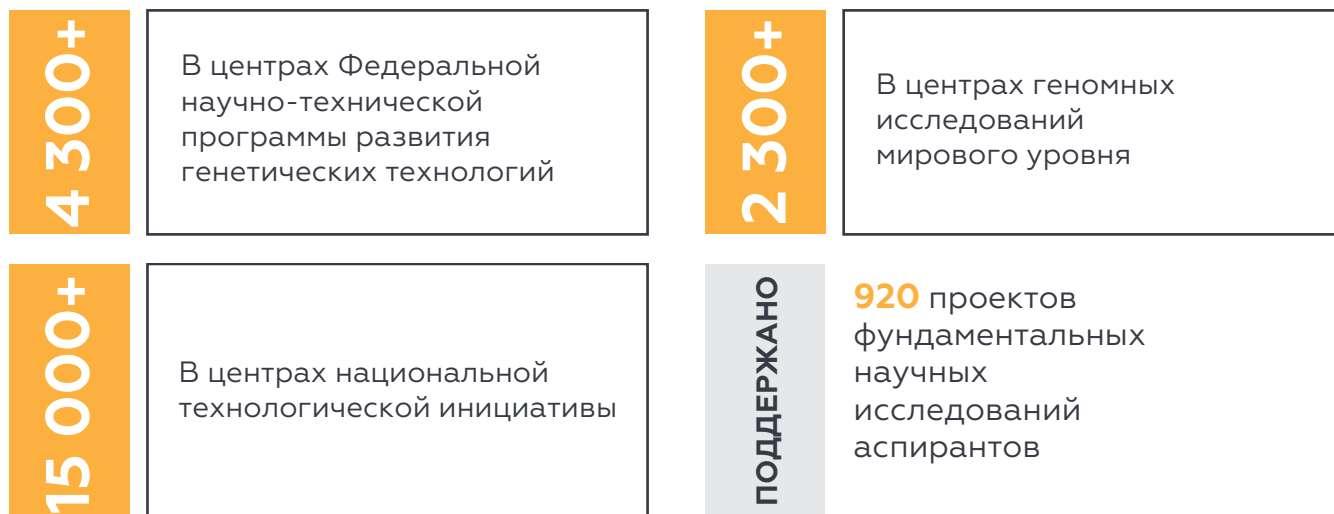 4 300+
В центрах Федеральной
научно-технической
программы развития
генетических технологий
2 300+
В центрах геномных
исследований
мирового уровня
15 000+
В центрах национальной
технологической инициативы
ПОДДЕРЖАНО
920 проектов
фундаментальных
научных
исследований
аспирантов